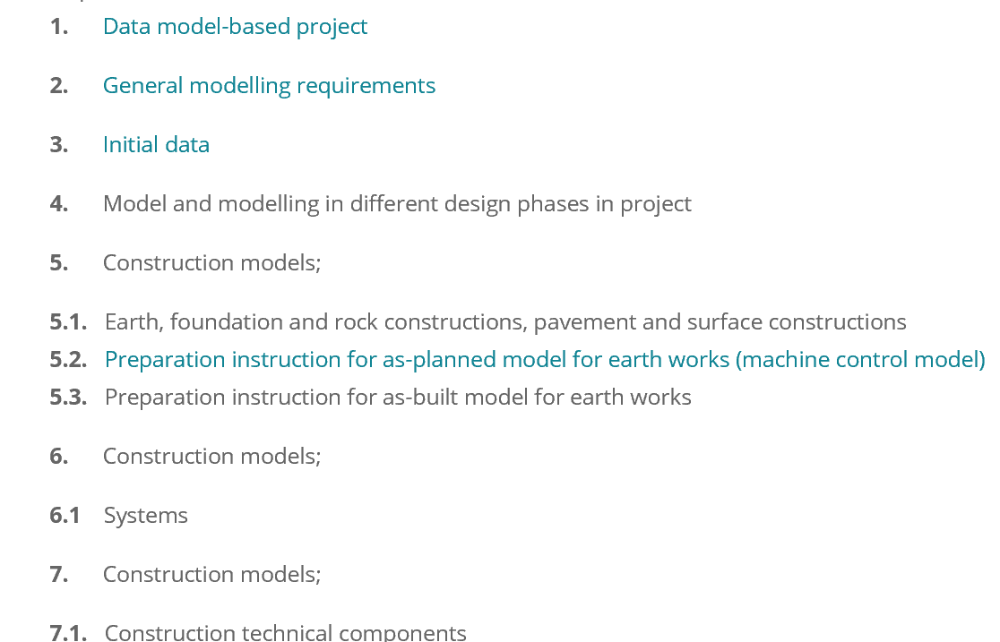 1. Data model-based project
2. General modelling requirements
3. Initial data
4. Model and modelling in different design phases in project
5. Construction models;
5.1. Earth, foundation and rock constructions, pavement and surface constructions
5.2. Preparation instruction for as-planned model for earth works (machine control model)
5.3. Preparation instruction for as-built model for earth works
6. Construction models;
6.1 Systems
7. Construction models;
7.1. Construction technical components